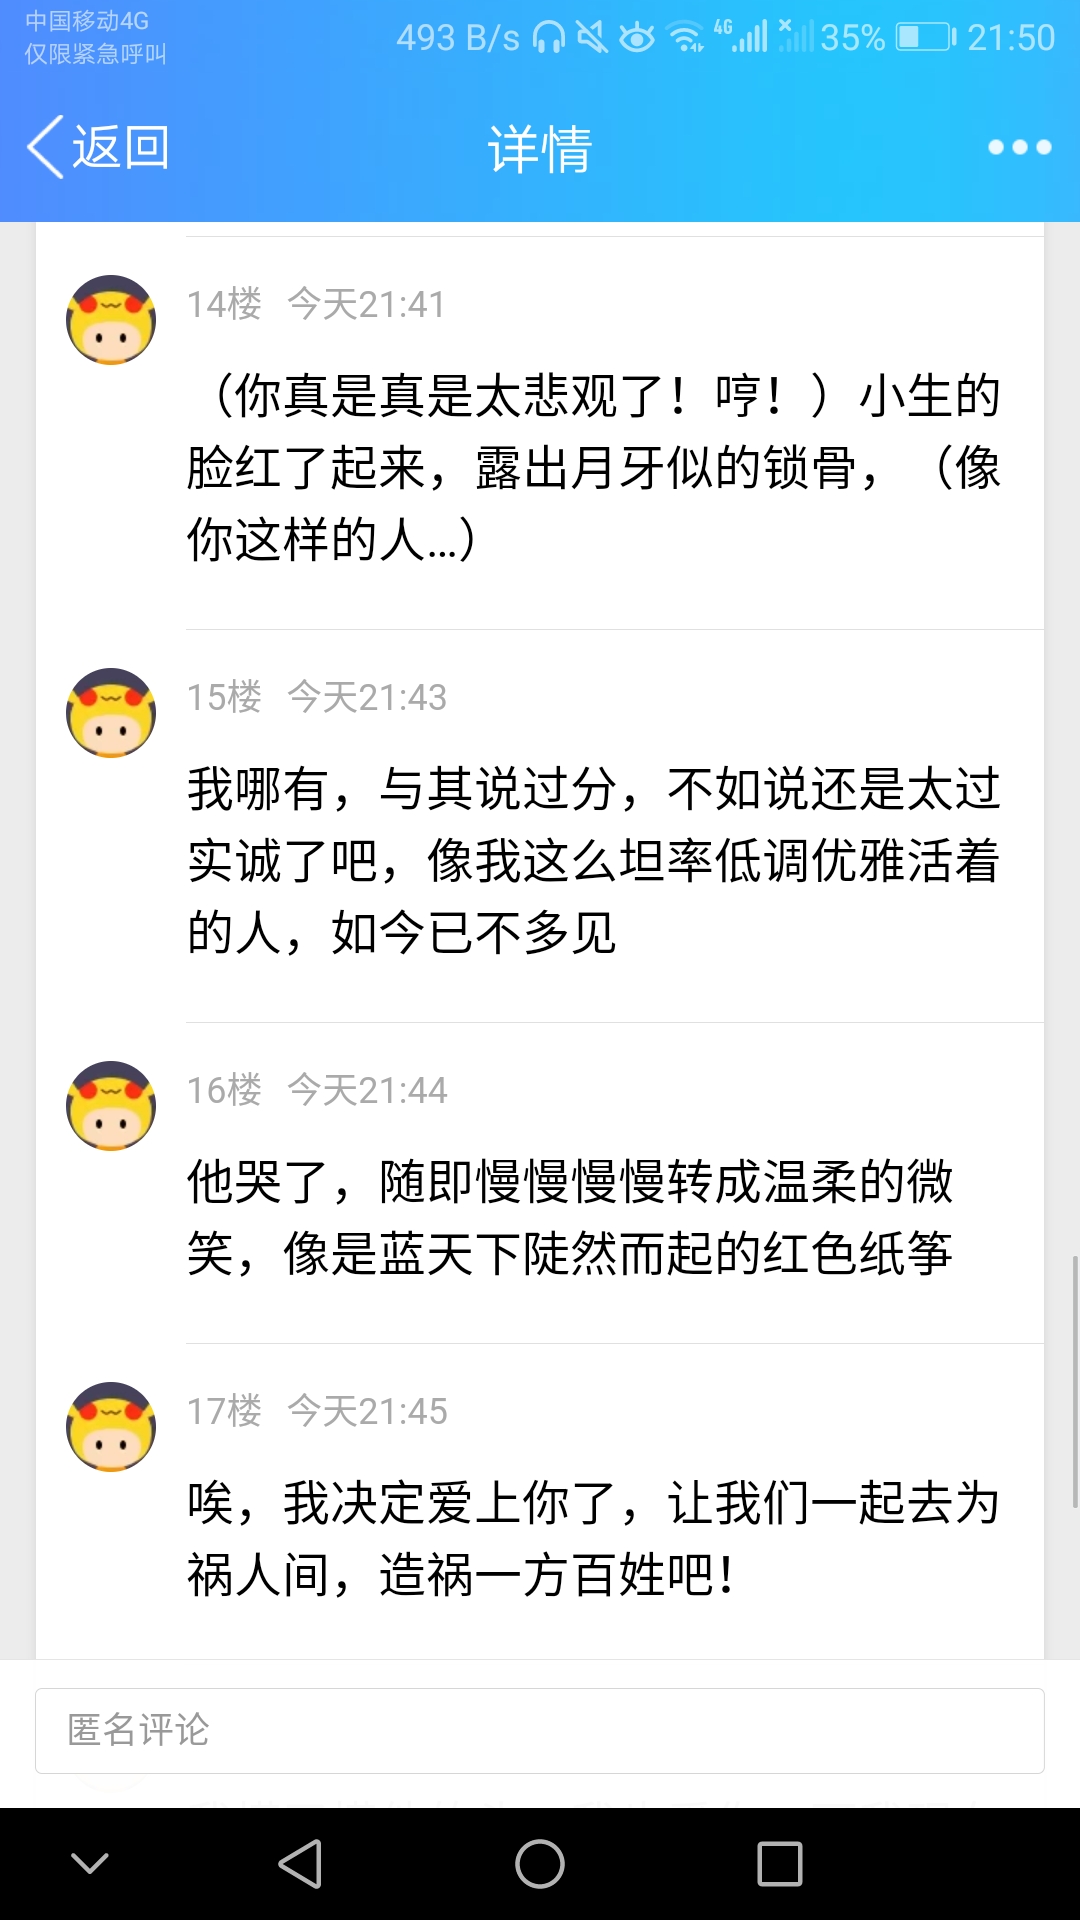 中国移动4G
仅限紧急呼叫
493 B/s 4G 35% 21:50
返回 详情
14楼 今天21:41
（你真是真是太悲观了！哼！）小生的
脸红了起来，露出月牙似的锁骨，（像
你这样的人...）
15楼 今天21:43
我哪有，与其说过分，不如说还是太过
实诚了吧，像我这么坦率低调优雅活着
的人，如今已不多见
16楼 今天21:44
他哭了，随即慢慢慢慢转成温柔的微
笑，像是蓝天下陡然而起的红色纸筝
17楼 今天21:45
唉，我决定爱上你了，让我们一起去为
祸人间，造祸一方百姓吧！
匿名评论